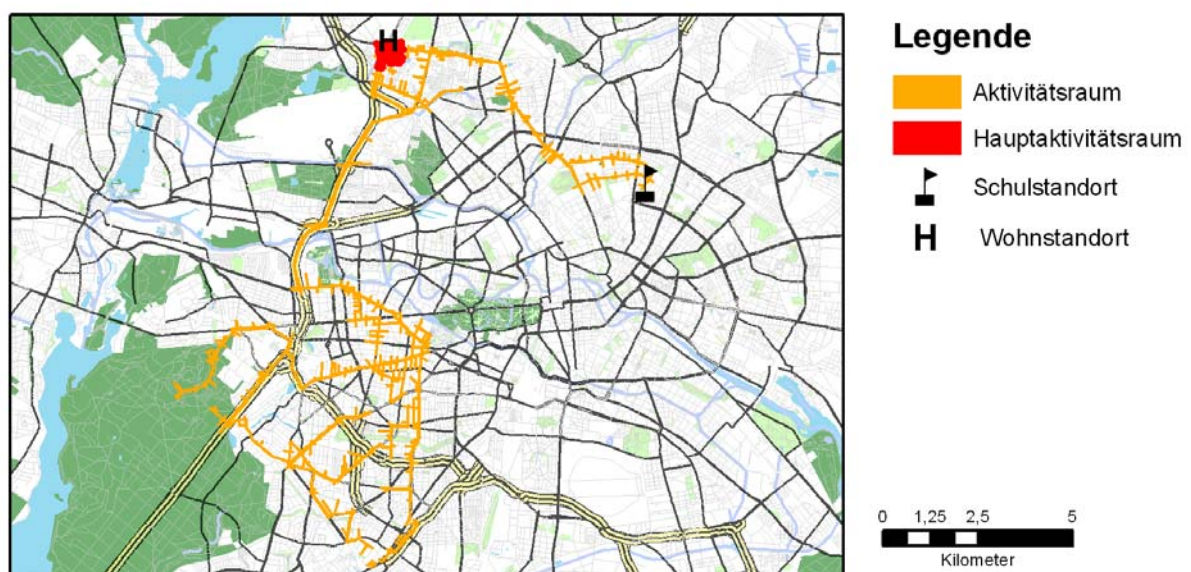 H
Legende
Aktivitätsraum
Hauptaktivitätsraum
Schulstandort
H Wohnstandort
0 1,25 2,5 5
Kilometer